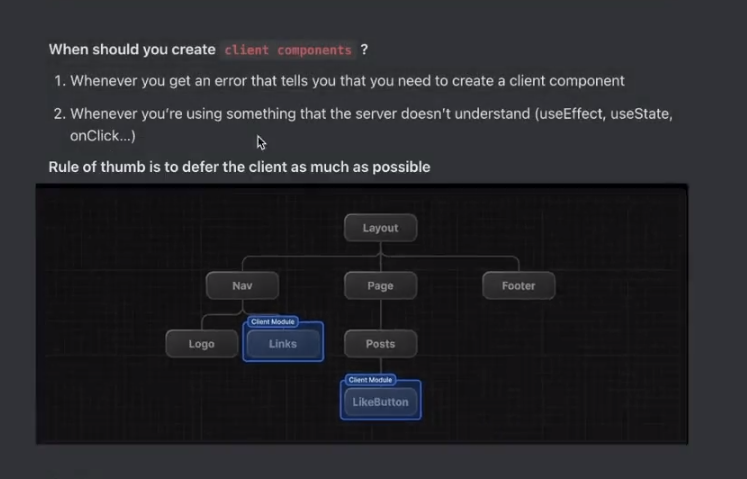 When should you create client components ?
1. Whenever you get an error that tells you that you need to create a client component
2. Whenever you're using something that the server doesn't understand (useEffect, useState,
onClick...)
Rule of thumb is to defer the client as much as possible
Layout
Nav
Page
Footer
Client Module
Logo
Links
Posts
Client Module
LikeButton